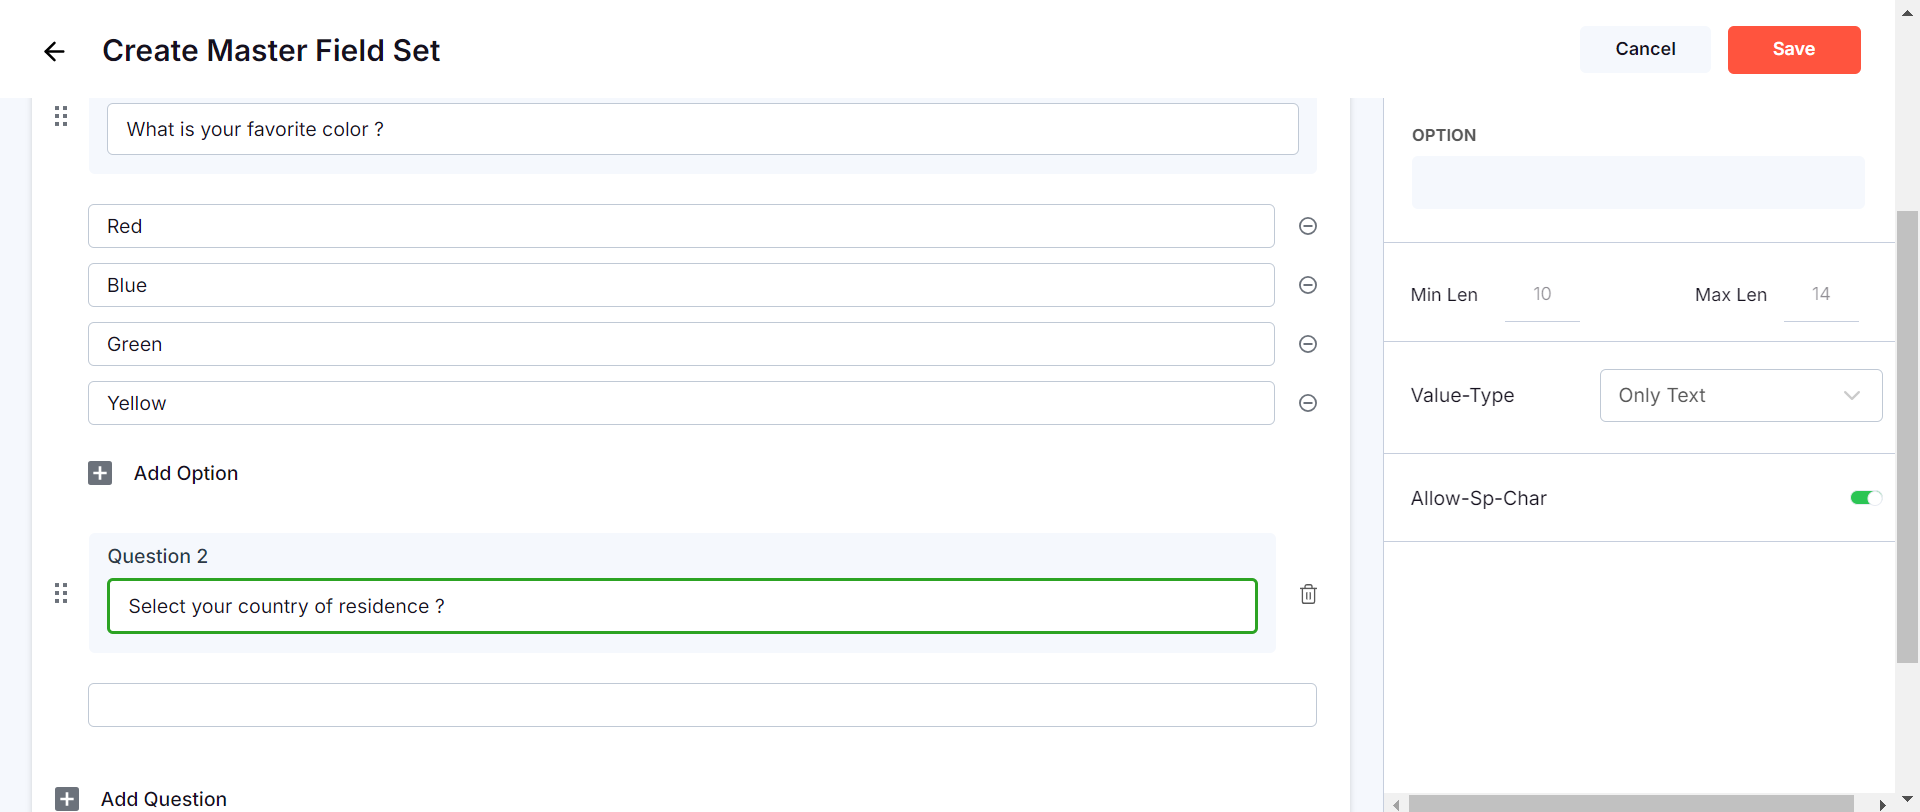 Create Master Field Set
Cancel
Save
What is your favorite color ?
Red
Blue
Green
Yellow
Add Option
Question 2
Select your country of residence ?
Add Question
OPTION
Min Len
10
Max Len
14
Value-Type
Only Text
Allow-Sp-Char